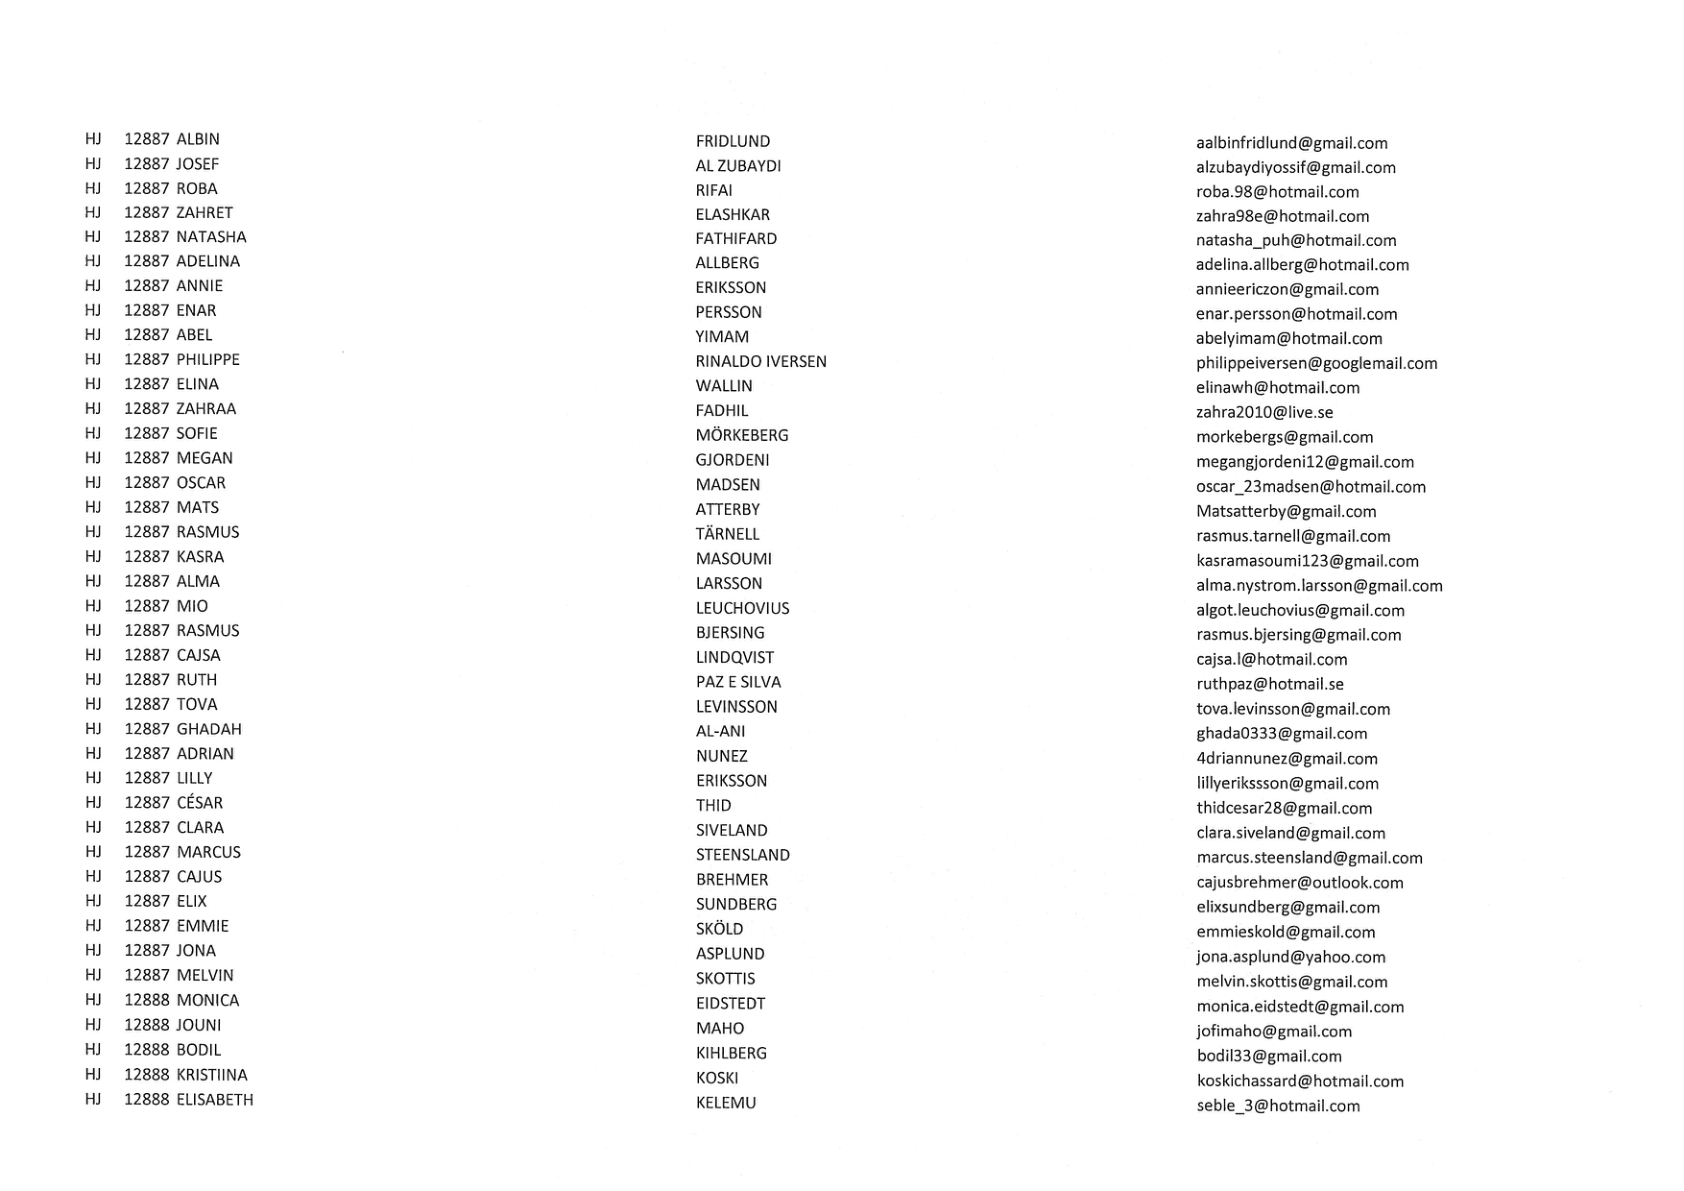 HJ 12887 ALBIN FRIDLUND aalbinfridlund@gmail.com
HJ 12887 JOSEF AL ZUBAYDI alzubaydiyossif@gmail.com
HJ 12887 ROBA RIFAI roba.98@hotmail.com
HJ 12887 ZAHRET ELASHKAR zahra98e@hotmail.com
HJ 12887 NATASHA FATHIFARD natasha_puh@hotmail.com
HJ 12887 ADELINA ALLBERG adelina.allberg@hotmail.com
HJ 12887 ANNIE ERIKSSON annieericzon@gmail.com
HJ 12887 ENAR PERSSON enar.persson@hotmail.com
HJ 12887 ABEL YIMAM abelyimam@hotmail.com
HJ 12887 PHILIPPE RINALDO IVERSEN philippeiversen@googlemail.com
HJ 12887 ELINA WALLIN elinawh@hotmail.com
HJ 12887 ZAHRAA FADHIL zahra2010@live.se
HJ 12887 SOFIE MÖRKEBERG morkebergs@gmail.com
HJ 12887 MEGAN GJORDENI megangjordeni12@gmail.com
HJ 12887 OSCAR MADSEN oscar_23madsen@hotmail.com
HJ 12887 MATS ATTERBY Matsatterby@gmail.com
HJ 12887 RASMUS TÄRNELL rasmus.tarnell@gmail.com
HJ 12887 KASRA MASOUMI kasramasoumi123@gmail.com
HJ 12887 ALMA LARSSON alma.nystrom.larsson@gmail.com
HJ 12887 MIO LEUCHOVIUS algot.leuchovius@gmail.com
HJ 12887 RASMUS BJERSING rasmus.bjersing@gmail.com
HJ 12887 CAJSA LINDQVIST cajsa.l@hotmail.com
HJ 12887 RUTH PAZ E SILVA ruthpaz@hotmail.se
HJ 12887 TOVA LEVINSSON tova.levinsson@gmail.com
HJ 12887 GHADAH AL-ANI ghada0333@gmail.com
HJ 12887 ADRIAN NUNEZ 4driannunez@gmail.com
HJ 12887 LILLY ERIKSSON lillyerikssson@gmail.com
HJ 12887 CÉSAR THID thidcesar28@gmail.com
HJ 12887 CLARA SIVELAND clara.siveland@gmail.com
HJ 12887 MARCUS STEENSLAND marcus.steensland@gmail.com
HJ 12887 CAJUS BREHMER cajusbrehmer@outlook.com
HJ 12887 ELIX SUNDBERG elixsundberg@gmail.com
HJ 12887 EMMIE SKÖLD emmieskold@gmail.com
HJ 12887 JONA ASPLUND jona.asplund@yahoo.com
HJ 12887 MELVIN SKOTTIS melvin.skottis@gmail.com
HJ 12888 MONICA EIDSTEDT monica.eidstedt@gmail.com
HJ 12888 JOUNI MAHO jofimaho@gmail.com
HJ 12888 BODIL KIHLBERG bodil33@gmail.com
HJ 12888 KRISTIINA KOSKI koskichassard@hotmail.com
HJ 12888 ELISABETH KELEMU seble_3@hotmail.com